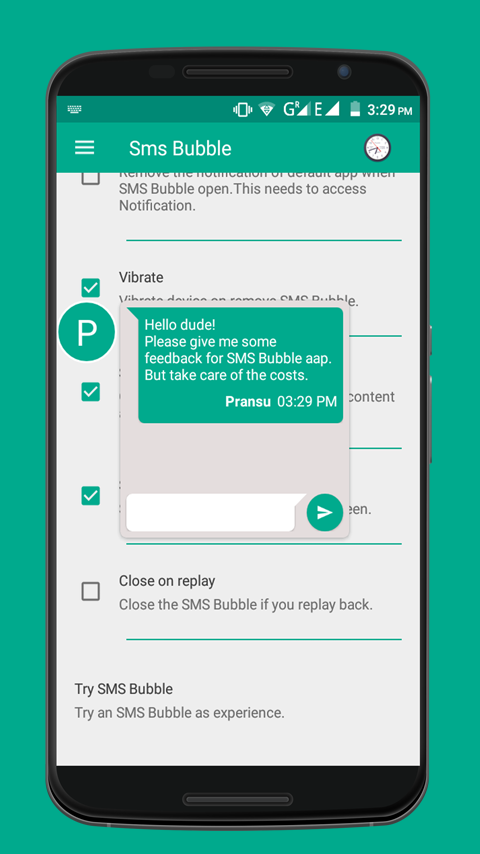 G R E 3:29 PM
Sms Bubble
Remove the notification of default app when
SMS Bubble open.This needs to access
Notification.
Vibrate
Vibrate device on remove SMS Bubble.
P
Hello dude!
Please give me some
feedback for SMS Bubble aap.
But take care of the costs.
Pransu 03:29 PM
content
Close on replay
Close the SMS Bubble if you replay back.
Try SMS Bubble
Try an SMS Bubble as experience.